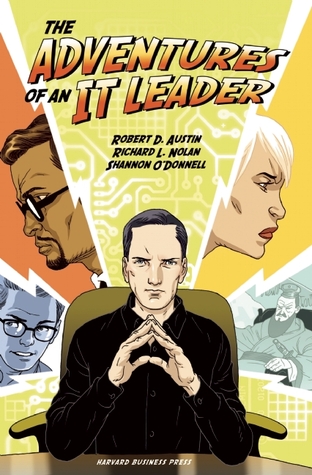 THE
ADVENTURES
OF AN IT LEADER
ROBERT D. AUSTIN
RICHARD L. NOLAN
SHANNON O'DONNELL
HARVARD BUSINESS PRESS